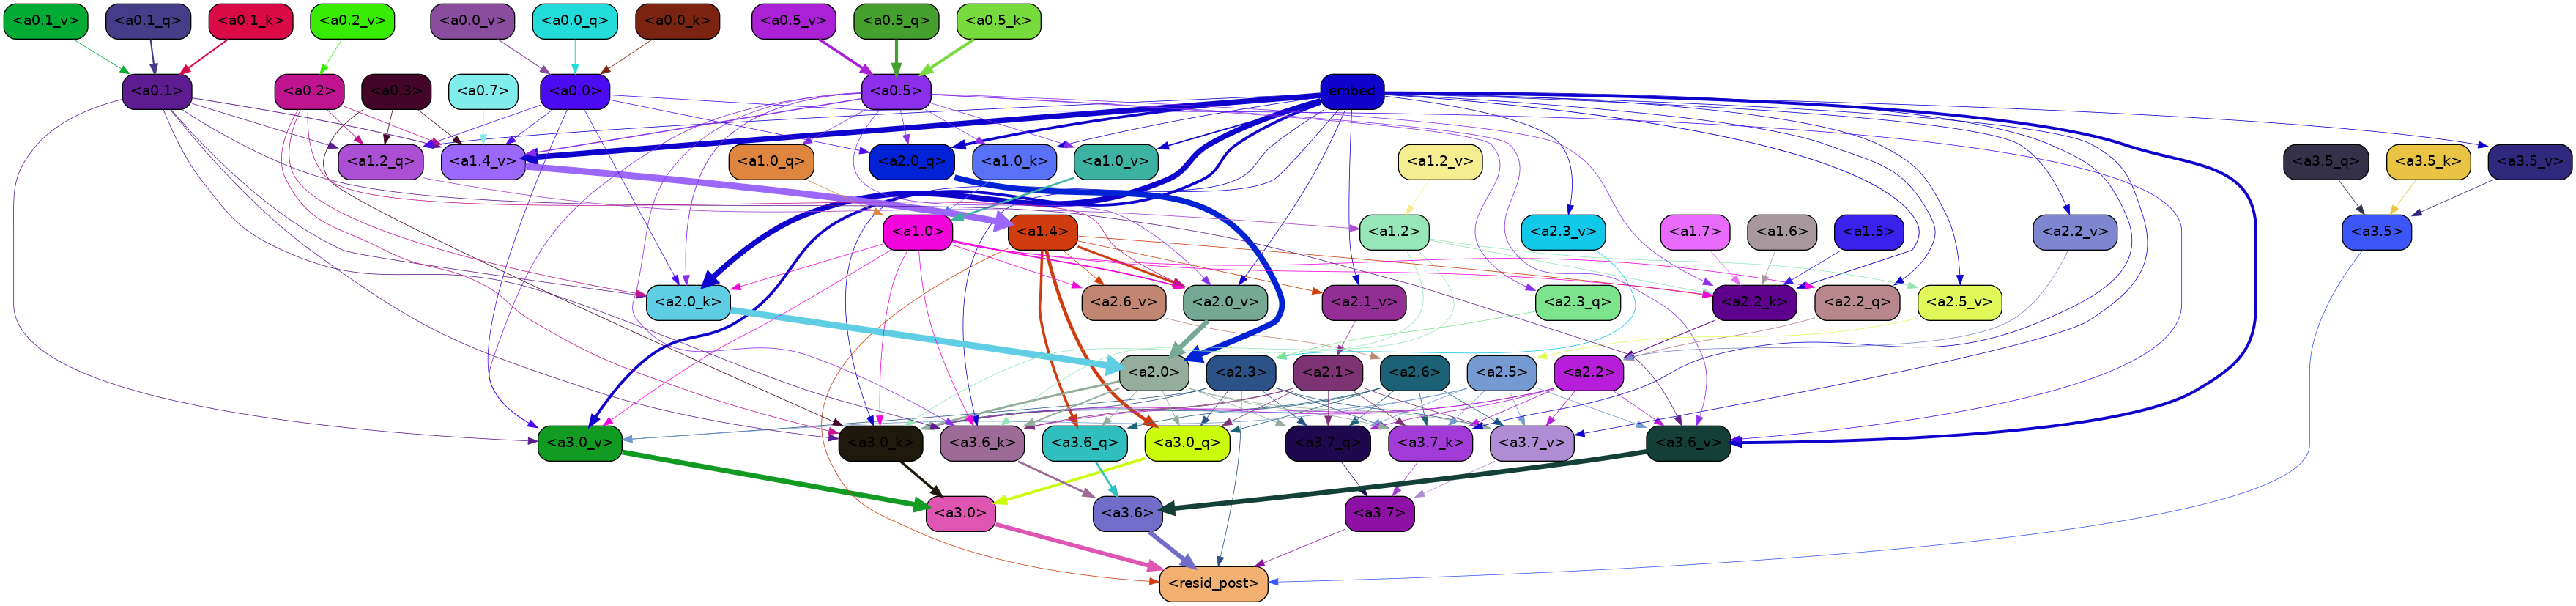 <a0.1_v> <a0.1_q> <a0.1_k> <a0.2_v> <a0.0_v> <a0.0_q> <a0.0_k> <a0.5_v> <a0.5_q> <a0.5_k>
<a0.1> <a0.2> <a0.3> <a0.7> <a0.0> <a0.5> embed
<a1.2_q> <a1.4_v> <a1.0_q> <a2.0_q> <a1.0_k> <a1.0_v> <a1.2_v> <a3.5_q> <a3.5_k> <a3.5_v>
<a1.0> <a1.4> <a1.2> <a2.3_v> <a1.7> <a1.6> <a1.5> <a2.2_v> <a3.5>
<a2.0_k> <a2.6_v> <a2.0_v> <a2.1_v> <a2.3_q> <a2.2_k> <a2.2_q> <a2.5_v>
<a2.0> <a2.3> <a2.1> <a2.6> <a2.5> <a2.2>
<a3.0_v> <a3.0_k> <a3.6_k> <a3.6_q> <a3.0_q> <a3.7_q> <a3.7_k> <a3.7_v> <a3.6_v>
<a3.0> <a3.6> <a3.7>
<resid_post>